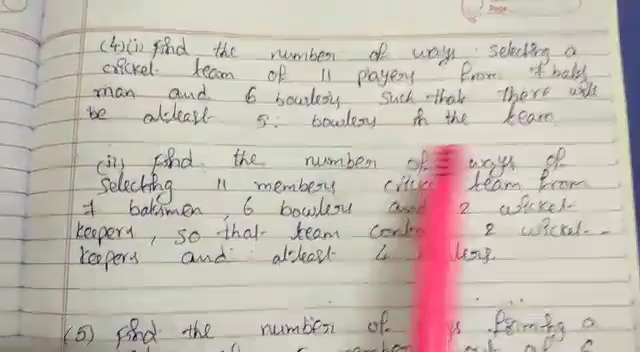 (4)(i) find the number of ways selecting a
cricket team of 11 players from 7 bats
man and 6 bowlers such that there will
be atleast 5 bowlers in the team
(ii) find the number of ways of
selecting 11 members cricke team from
7 batsmen, 6 bowlers and 2 wicket
keepers, so that team 2 wicket-
keepers and atleast 4
(5) find the number of forming a